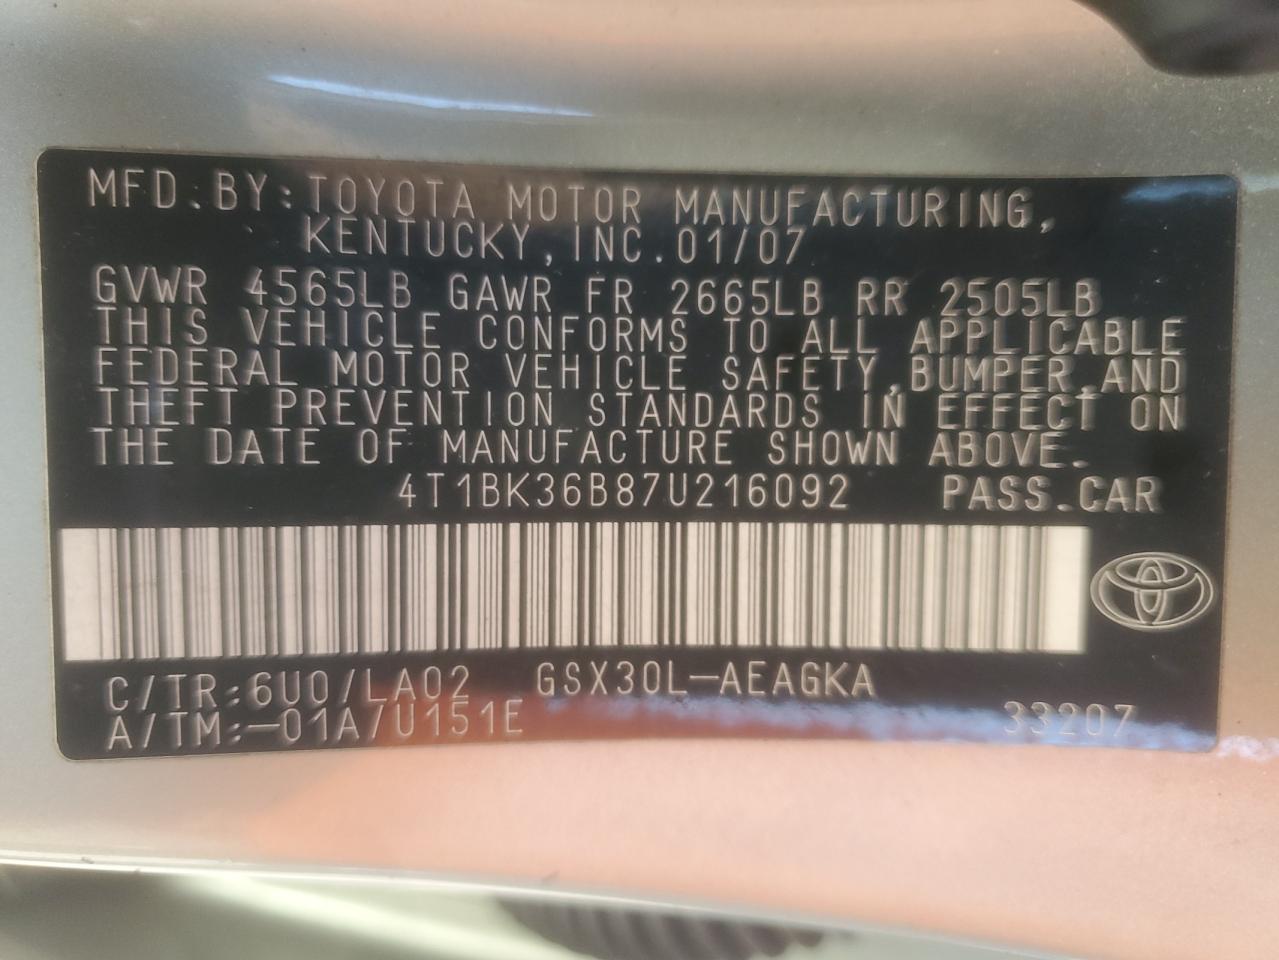 MFD.BY:TOYOTA MOTOR MANUFACTURING,
KENTUCKY, INC. 01/07
GVWR 4565LB GAWR FR 2665LB RR 2505LB
THIS VEHICLE CONFORMS TO ALL APPLICABLE
FEDERAL MOTOR VEHICLE SAFETY,BUMPER,AND
THEFT PREVENTION STANDARDS IN EFFECT ON
THE DATE OF MANUFACTURE SHOWN ABOVE.
4T1BK36B87U216092 PASS.CAR
C/TR:6U0/LA02 GSX30L-AEAGKA
A/TM:-01A/U151E 33207